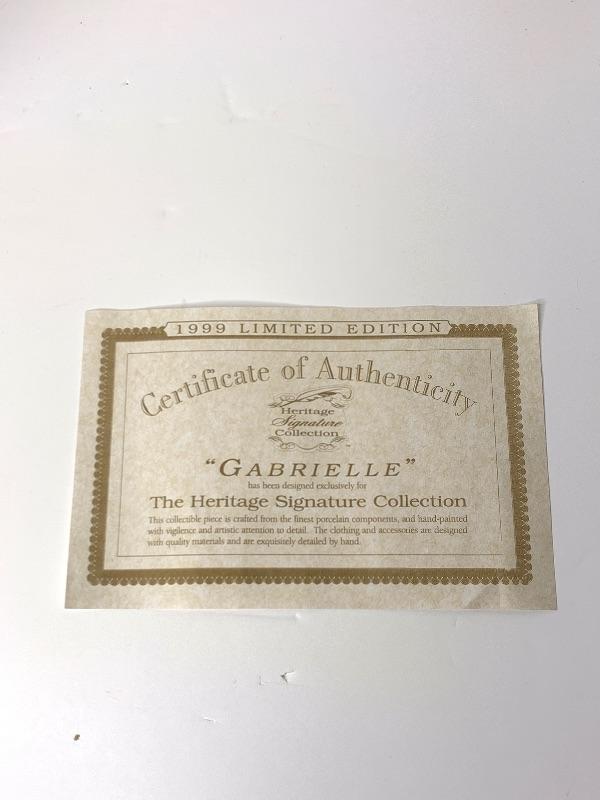 1999 LIMITED EDITION
Certificate of Authenticity
Heritage
Signature
Collection
™
“GABRIELLE”
has been designed exclusively for
The Heritage Signature Collection
This collectible piece is crafted from the finest porcelain components, and hand-painted
with vigilence and artistic attention to detail. The clothing and accessories are designed
with quality materials and are exquisitely detailed by hand.